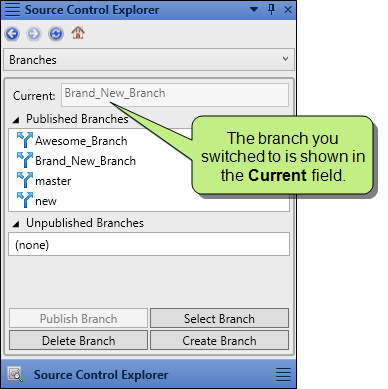 Source Control Explorer
Branches
Current: Brand_New_Branch
Published Branches
Awesome_Branch
Brand_New_Branch
master
new
The branch you
switched to is shown in
the Current field.
Unpublished Branches
(none)
Publish Branch Select Branch
Delete Branch Create Branch
Source Control Explorer